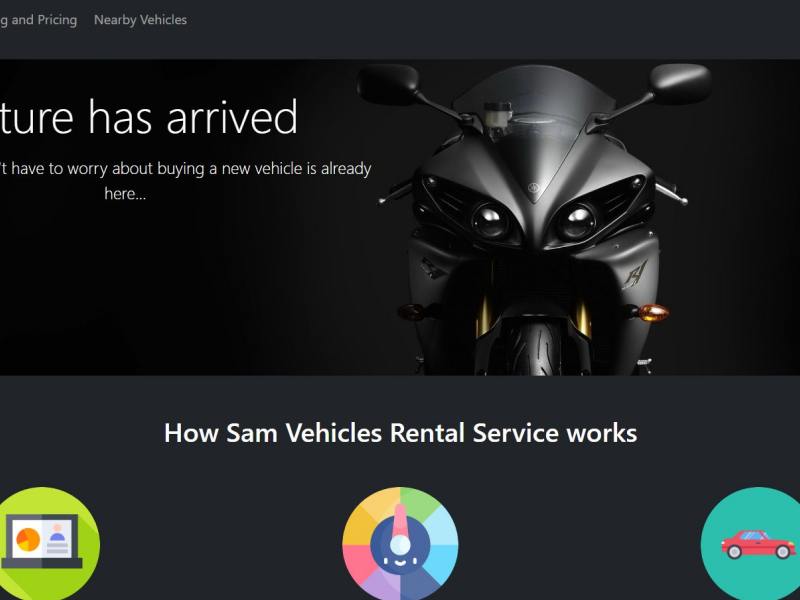 g and Pricing Nearby Vehicles
ture has arrived
't have to worry about buying a new vehicle is already
here...
R1
How Sam Vehicles Rental Service works